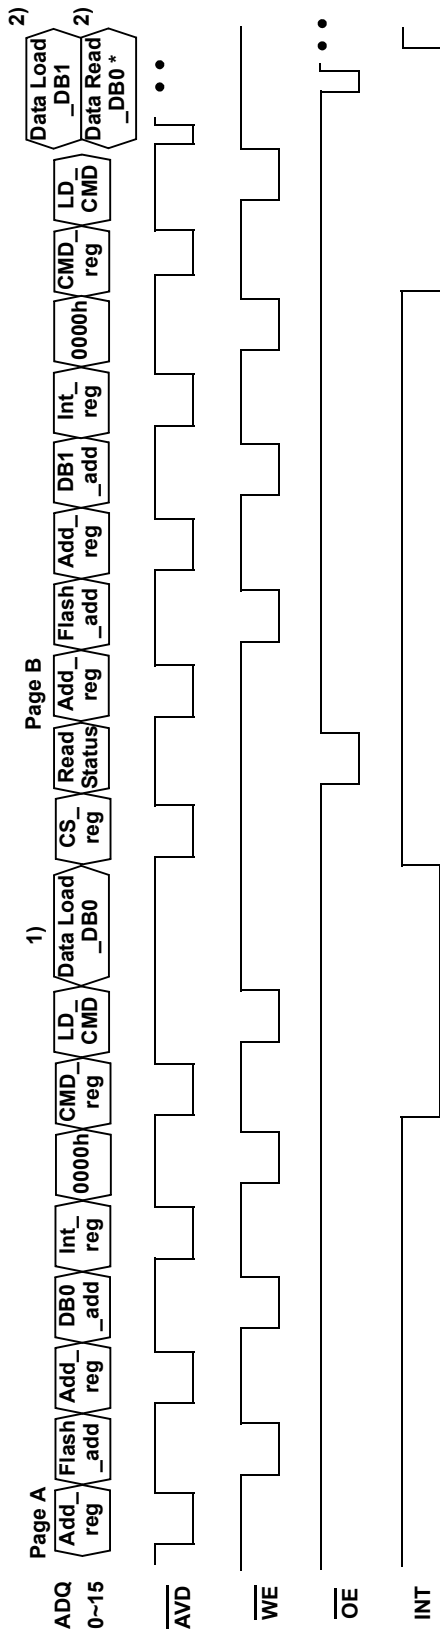 Page A
Page B
1)
2)
2)
ADQ
0~15
Add_
reg
Flash
_add
Add_
reg
DB0
_add
Int_
reg
0000h
CMD_
reg
LD_
CMD
Data Load
_DB0
CS_
reg
Read
Status
Add_
reg
Flash
_add
Add_
reg
DB1
_add
Int_
reg
0000h
CMD_
reg
LD_
CMD
Data Load
_DB1
Data Read
_DB0 *
AVD
WE
OE
INT